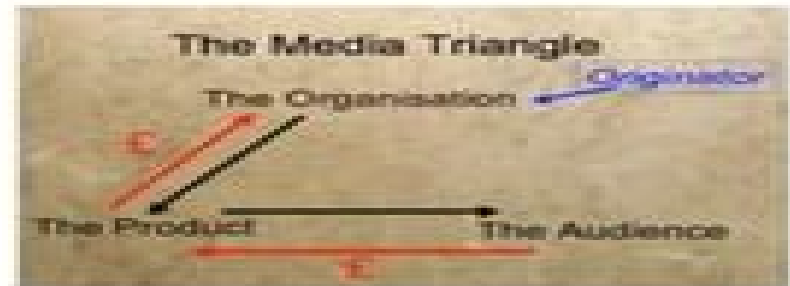 The Media Triangle
Originator
The Organisation
€
The Product
The Audience
€